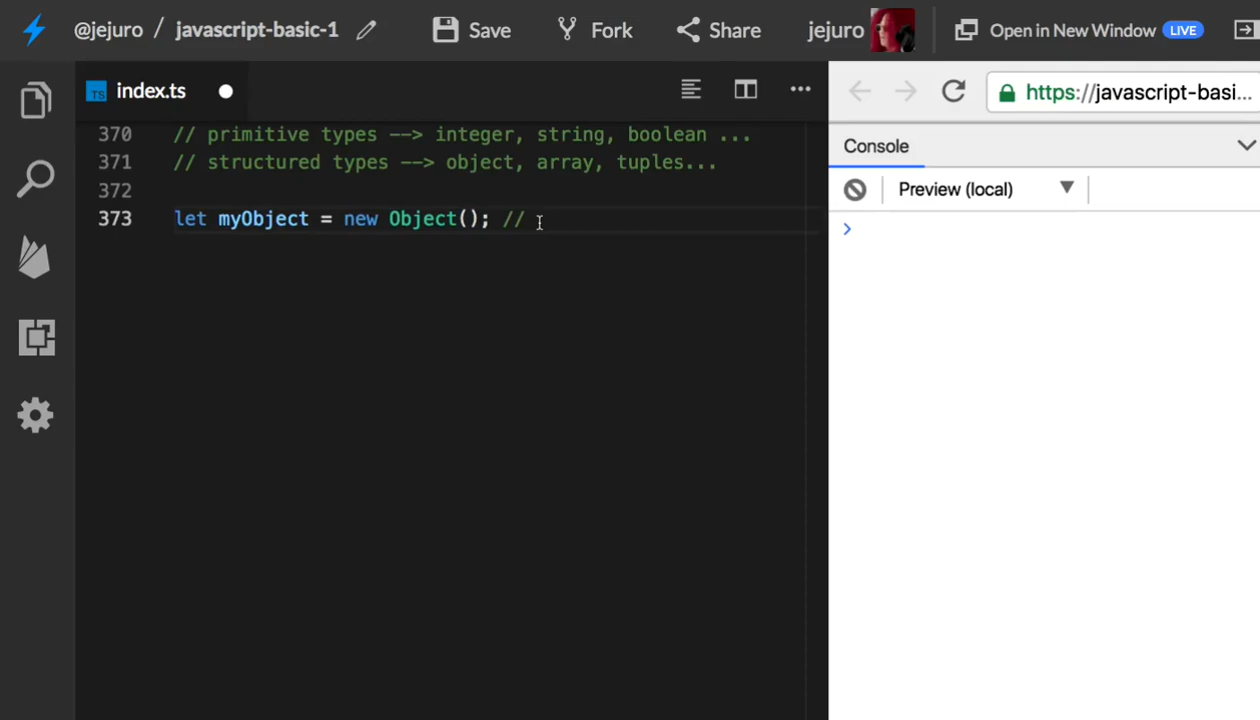 @jejuro / javascript-basic-1 Save Fork Share jejuro Open in New Window LIVE
TS index.ts
https://javascript-basi...
370 // primitive types --> integer, string, boolean ...
371 // structured types --> object, array, tuples...
372
373 let myObject = new Object(); //
Console
Preview (local)